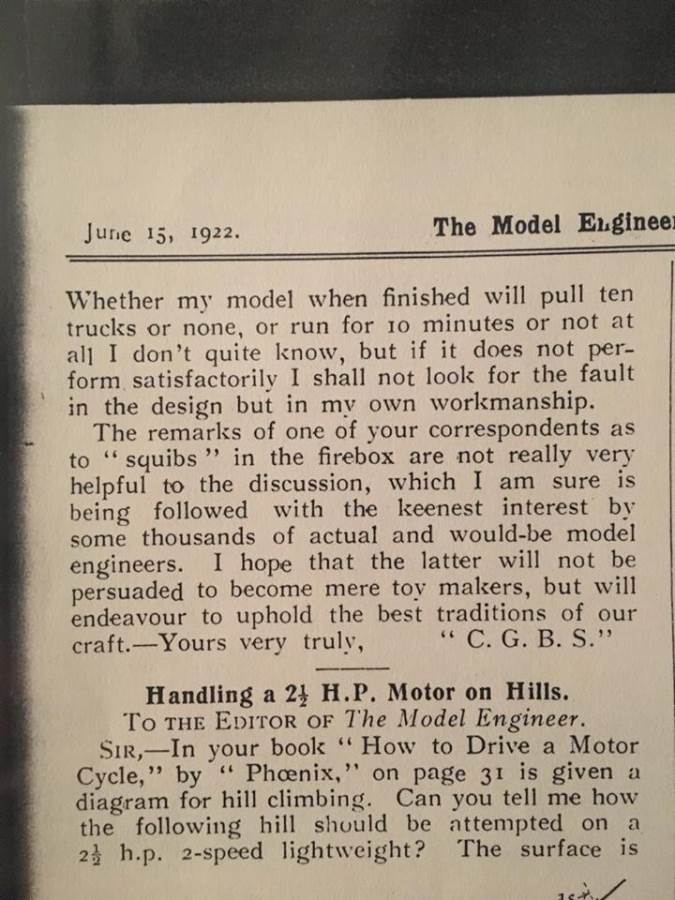 June 15, 1922.
The Model Engineer
Whether my model when finished will pull ten
trucks or none, or run for 10 minutes or not at
all I don't quite know, but if it does not per-
form satisfactorily I shall not look for the fault
in the design but in my own workmanship.
The remarks of one of your correspondents as
to “ squibs ” in the firebox are not really very
helpful to the discussion, which I am sure is
being followed with the keenest interest by
some thousands of actual and would-be model
engineers. I hope that the latter will not be
persuaded to become mere toy makers, but will
endeavour to uphold the best traditions of our
craft.—Yours very truly, “ C. G. B. S.”
Handling a 2½ H.P. Motor on Hills.
TO THE EDITOR OF The Model Engineer.
SIR,—In your book “ How to Drive a Motor
Cycle,” by “ Phœnix,” on page 31 is given a
diagram for hill climbing. Can you tell me how
the following hill should be attempted on a
2½ h.p. 2-speed lightweight? The surface is